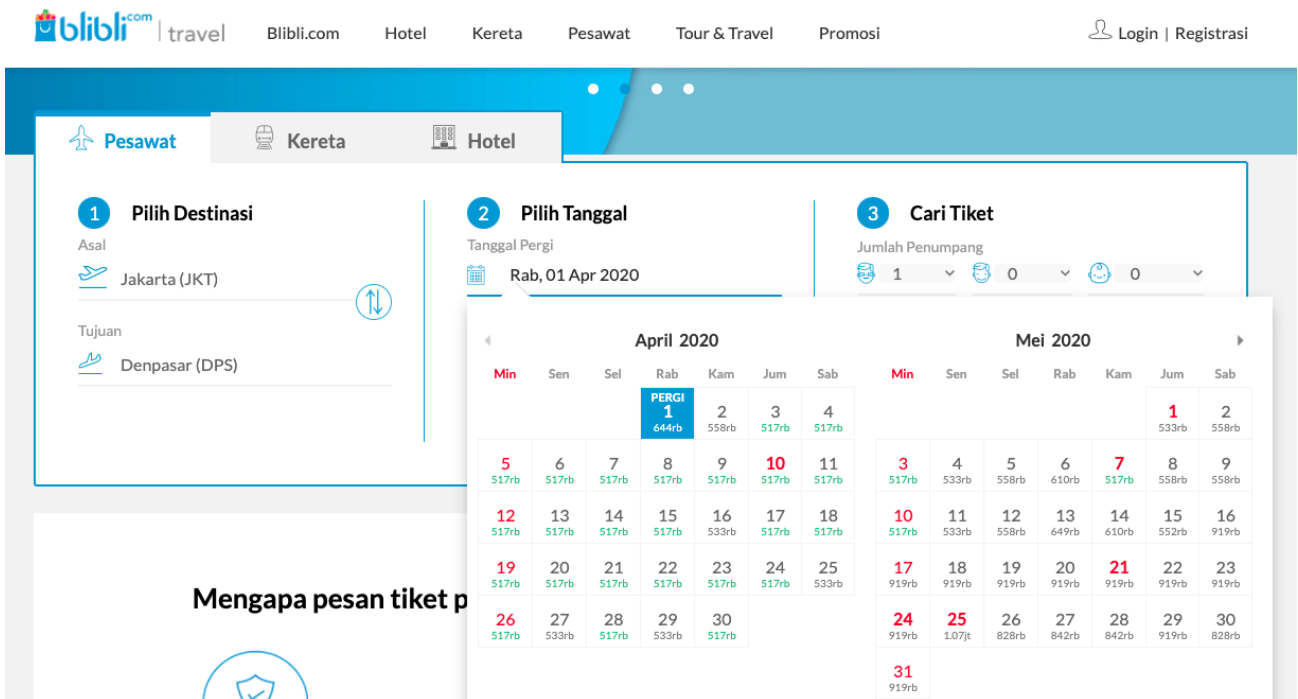 blibli.com | travel
Blibli.com Hotel Kereta Pesawat Tour & Travel Promosi
Login | Registrasi
Pesawat Kereta Hotel
1 Pilih Destinasi
Asal
Jakarta (JKT)
Tujuan
Denpasar (DPS)
2 Pilih Tanggal
Tanggal Pergi
Rab, 01 Apr 2020
3 Cari Tiket
Jumlah Penumpang
1 0 0
April 2020
Min Sen Sel Rab Kam Jum Sab
PERGI
1 2 3 4
644rb 558rb 517rb 517rb
5 6 7 8 9 10 11
517rb 517rb 517rb 517rb 517rb 517rb 517rb
12 13 14 15 16 17 18
517rb 517rb 517rb 517rb 533rb 517rb 517rb
19 20 21 22 23 24 25
517rb 517rb 517rb 517rb 517rb 517rb 533rb
26 27 28 29 30
517rb 533rb 517rb 533rb 517rb
Mei 2020
Min Sen Sel Rab Kam Jum Sab
1 2
533rb 558rb
3 4 5 6 7 8 9
517rb 533rb 558rb 610rb 517rb 558rb 558rb
10 11 12 13 14 15 16
517rb 533rb 558rb 649rb 610rb 552rb 919rb
17 18 19 20 21 22 23
919rb 919rb 919rb 919rb 919rb 919rb 919rb
24 25 26 27 28 29 30
919rb 1.07jt 828rb 842rb 842rb 919rb 828rb
31
919rb
Mengapa pesan tiket p